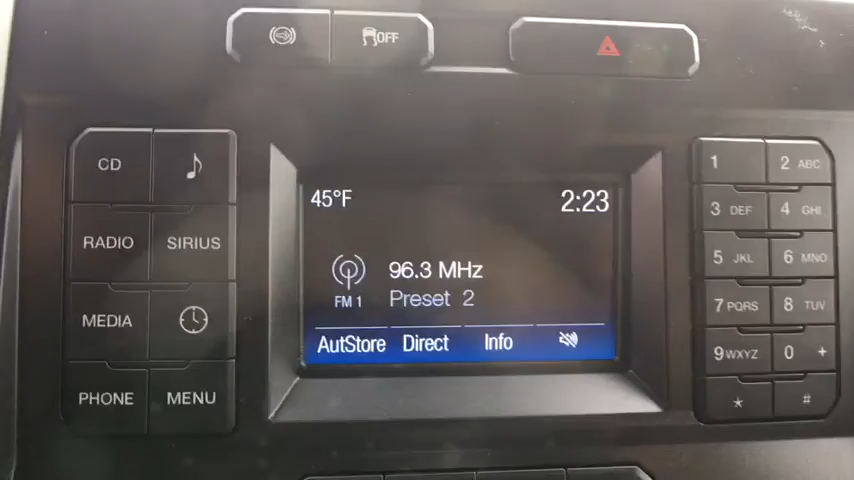 OFF
CD
RADIO
SIRIUS
MEDIA
PHONE
MENU
45°F
2:23
96.3 MHz
FM 1
Preset 2
AutStore
Direct
Info
1
2 ABC
3 DEF
4 GHI
5 JKL
6 MNO
7 PQRS
8 TUV
9 WXYZ
0 +
*
#